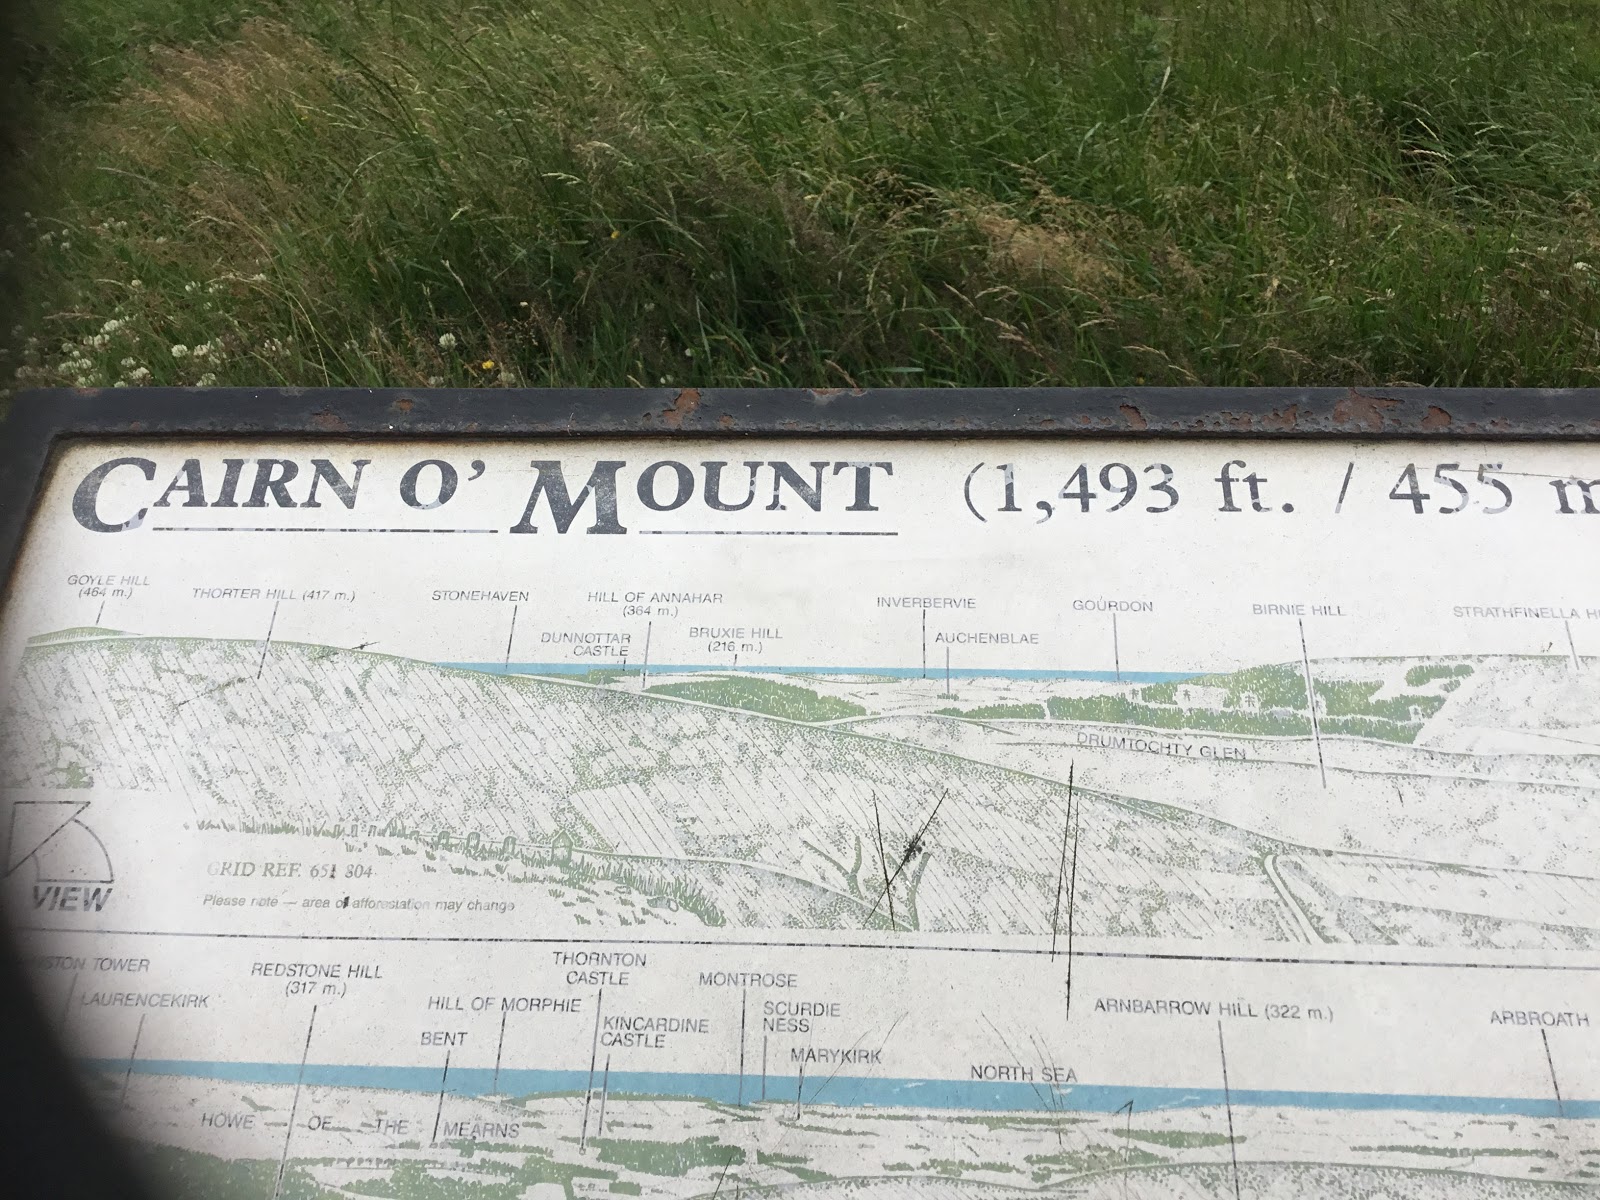 CAIRN O' MOUNT (1,493 ft. / 455 m
GOYLE HILL
(464 m.)
THORTER HILL (417 m.)
STONEHAVEN
HILL OF ANNAHAR
(364 m.)
DUNNOTTAR
CASTLE
BRUXIE HILL
(216 m.)
INVERBERVIE
AUCHENBLAE
GOURDON
BIRNIE HILL
STRATHFINELLA
DRUMTOCHTY GLEN
VIEW
GRID REF. 651 804
Please note — area of afforestation may change
TOWER
LAURENCEKIRK
REDSTONE HILL
(317 m.)
HILL OF MORPHIE
BENT
THORNTON
CASTLE
KINCARDINE
CASTLE
MONTROSE
SCURDIE
NESS
MARYKIRK
NORTH SEA
ARNBARROW HILL (322 m.)
ARBROATH
HOWE — OF — THE — MEARNS